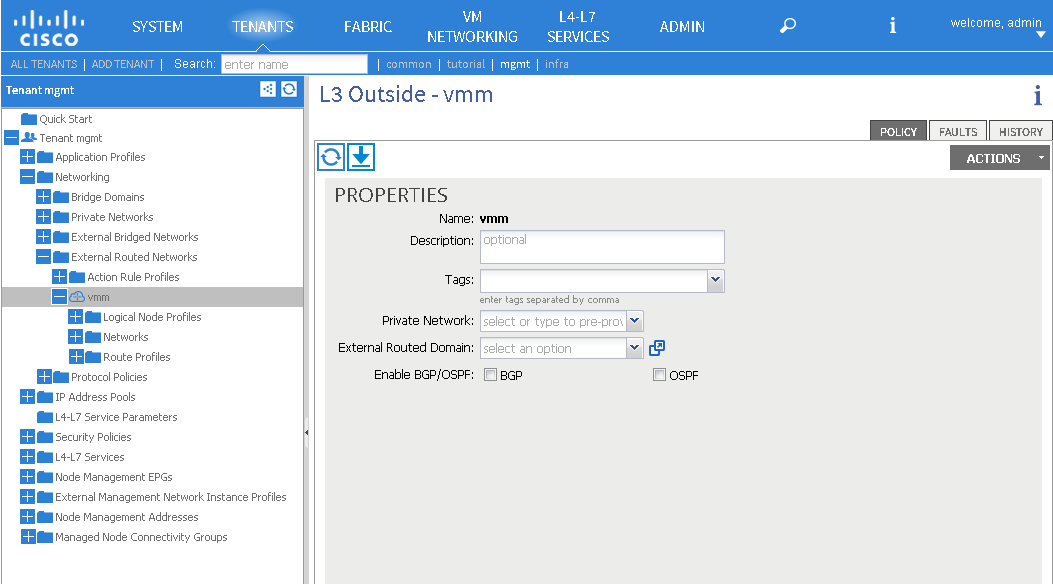 CISCO
SYSTEM
TENANTS
FABRIC
VM
NETWORKING
L4-L7
SERVICES
ADMIN
i
welcome, admin
ALL TENANTS | ADD TENANT | Search: enter name | common | tutorial | mgmt | infra
Tenant mgmt
Quick Start
Tenant mgmt
Application Profiles
Networking
Bridge Domains
Private Networks
External Bridged Networks
External Routed Networks
Action Rule Profiles
vmm
Logical Node Profiles
Networks
Route Profiles
Protocol Policies
IP Address Pools
L4-L7 Service Parameters
Security Policies
L4-L7 Services
Node Management EPGs
External Management Network Instance Profiles
Node Management Addresses
Managed Node Connectivity Groups
L3 Outside - vmm
i
POLICY FAULTS HISTORY
ACTIONS
PROPERTIES
Name: vmm
Description: optional
Tags:
enter tags separated by comma
Private Network: select or type to pre-prov
External Routed Domain: select an option
Enable BGP/OSPF: BGP OSPF